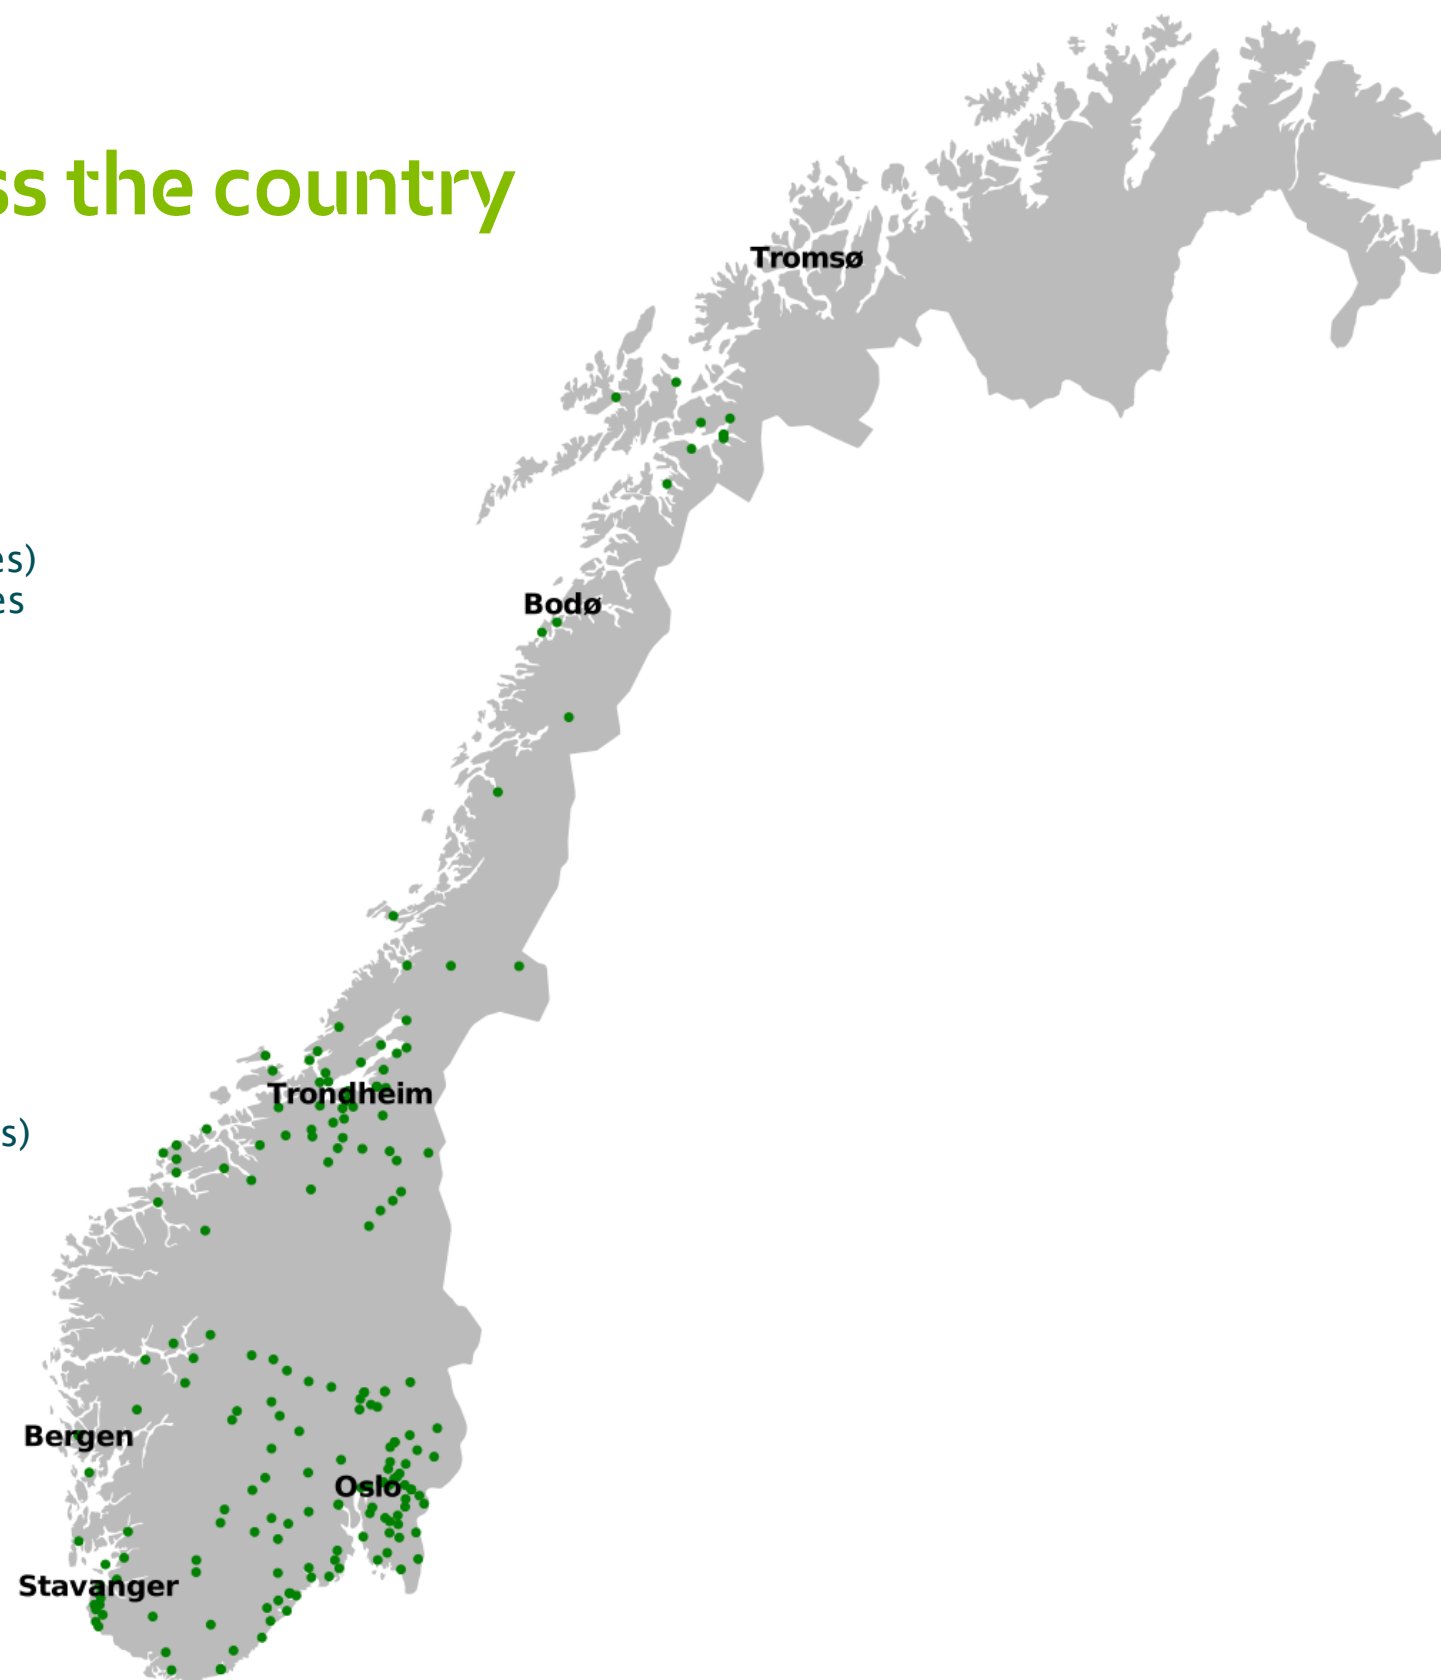 ss the country
Tromsø
es)
Bodø
es
Trondheim
s)
Bergen
Oslo
Stavanger